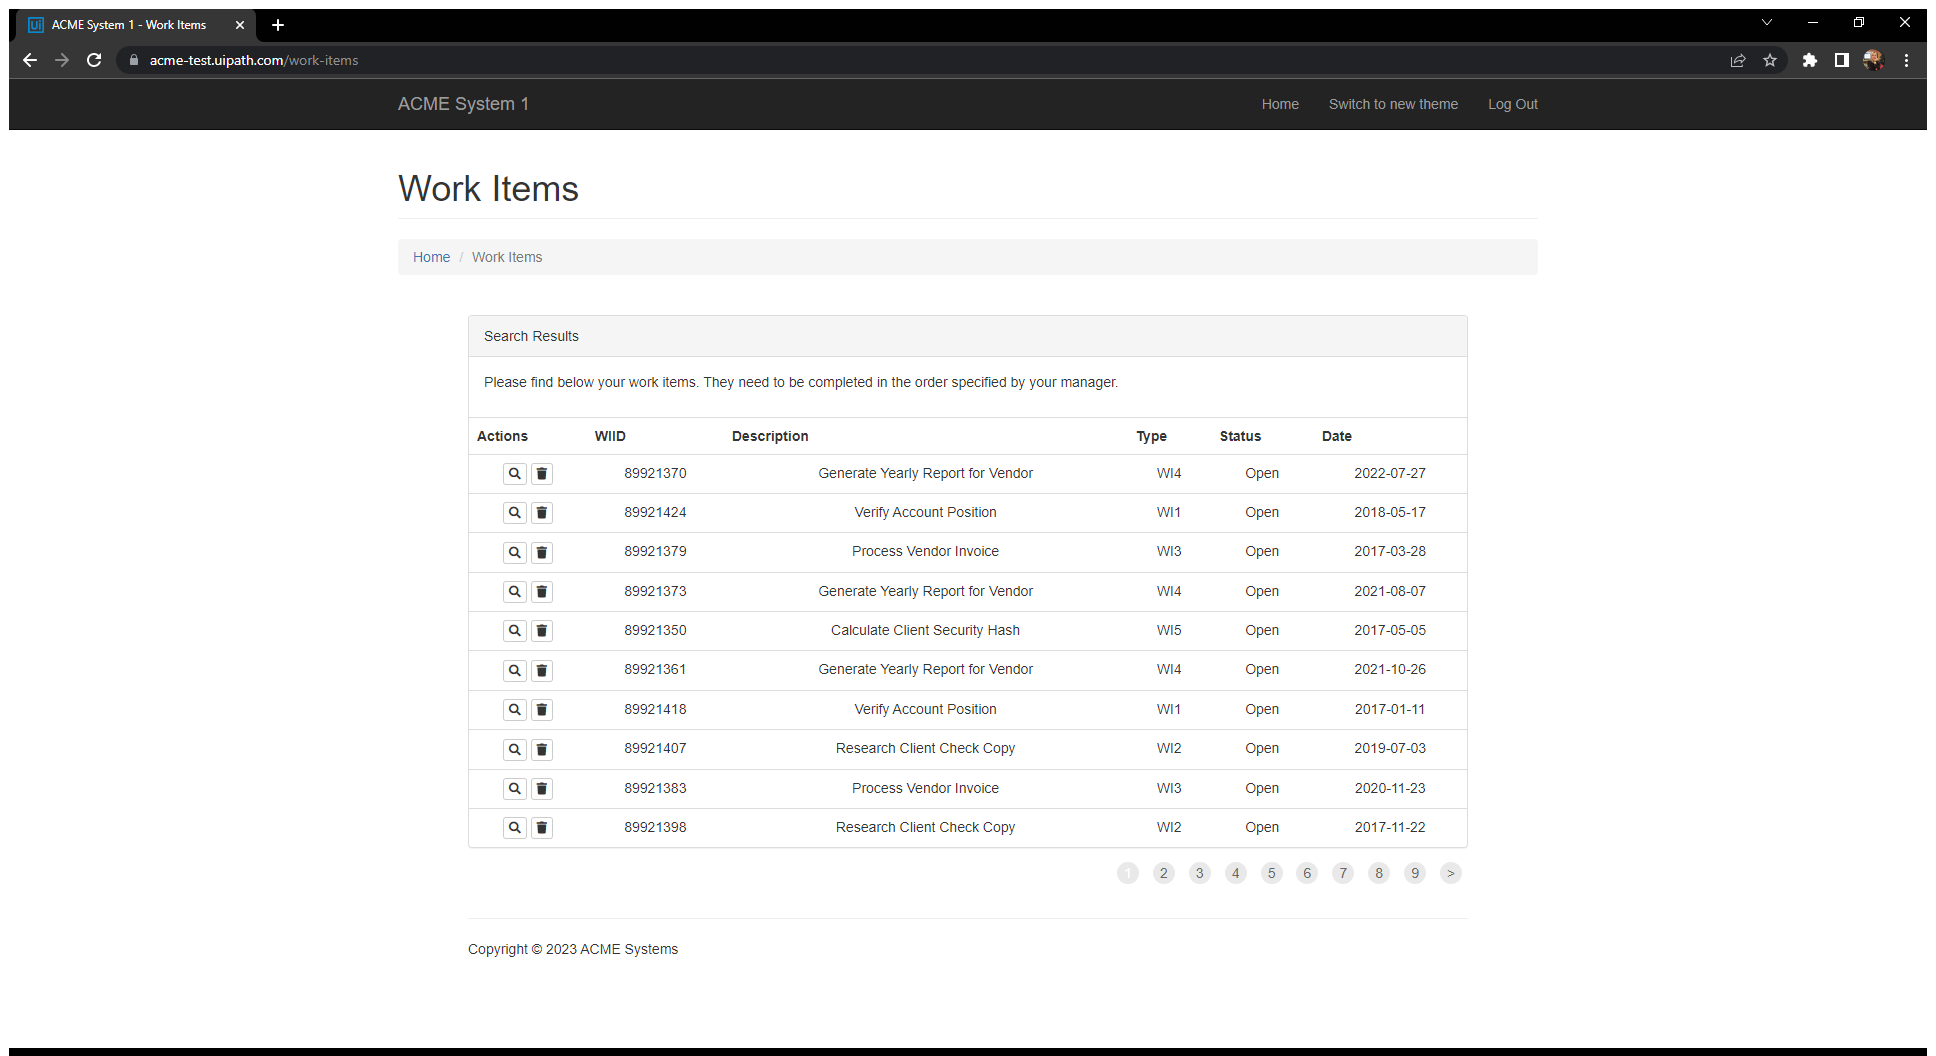 ACME System 1 - Work Items
acme-test.uipath.com/work-items
ACME System 1 Home Switch to new theme Log Out
Work Items
Home / Work Items
Search Results
Please find below your work items. They need to be completed in the order specified by your manager.
Actions WIID Description Type Status Date
89921370 Generate Yearly Report for Vendor WI4 Open 2022-07-27
89921424 Verify Account Position WI1 Open 2018-05-17
89921379 Process Vendor Invoice WI3 Open 2017-03-28
89921373 Generate Yearly Report for Vendor WI4 Open 2021-08-07
89921350 Calculate Client Security Hash WI5 Open 2017-05-05
89921361 Generate Yearly Report for Vendor WI4 Open 2021-10-26
89921418 Verify Account Position WI1 Open 2017-01-11
89921407 Research Client Check Copy WI2 Open 2019-07-03
89921383 Process Vendor Invoice WI3 Open 2020-11-23
89921398 Research Client Check Copy WI2 Open 2017-11-22
1 2 3 4 5 6 7 8 9 >
Copyright © 2023 ACME Systems